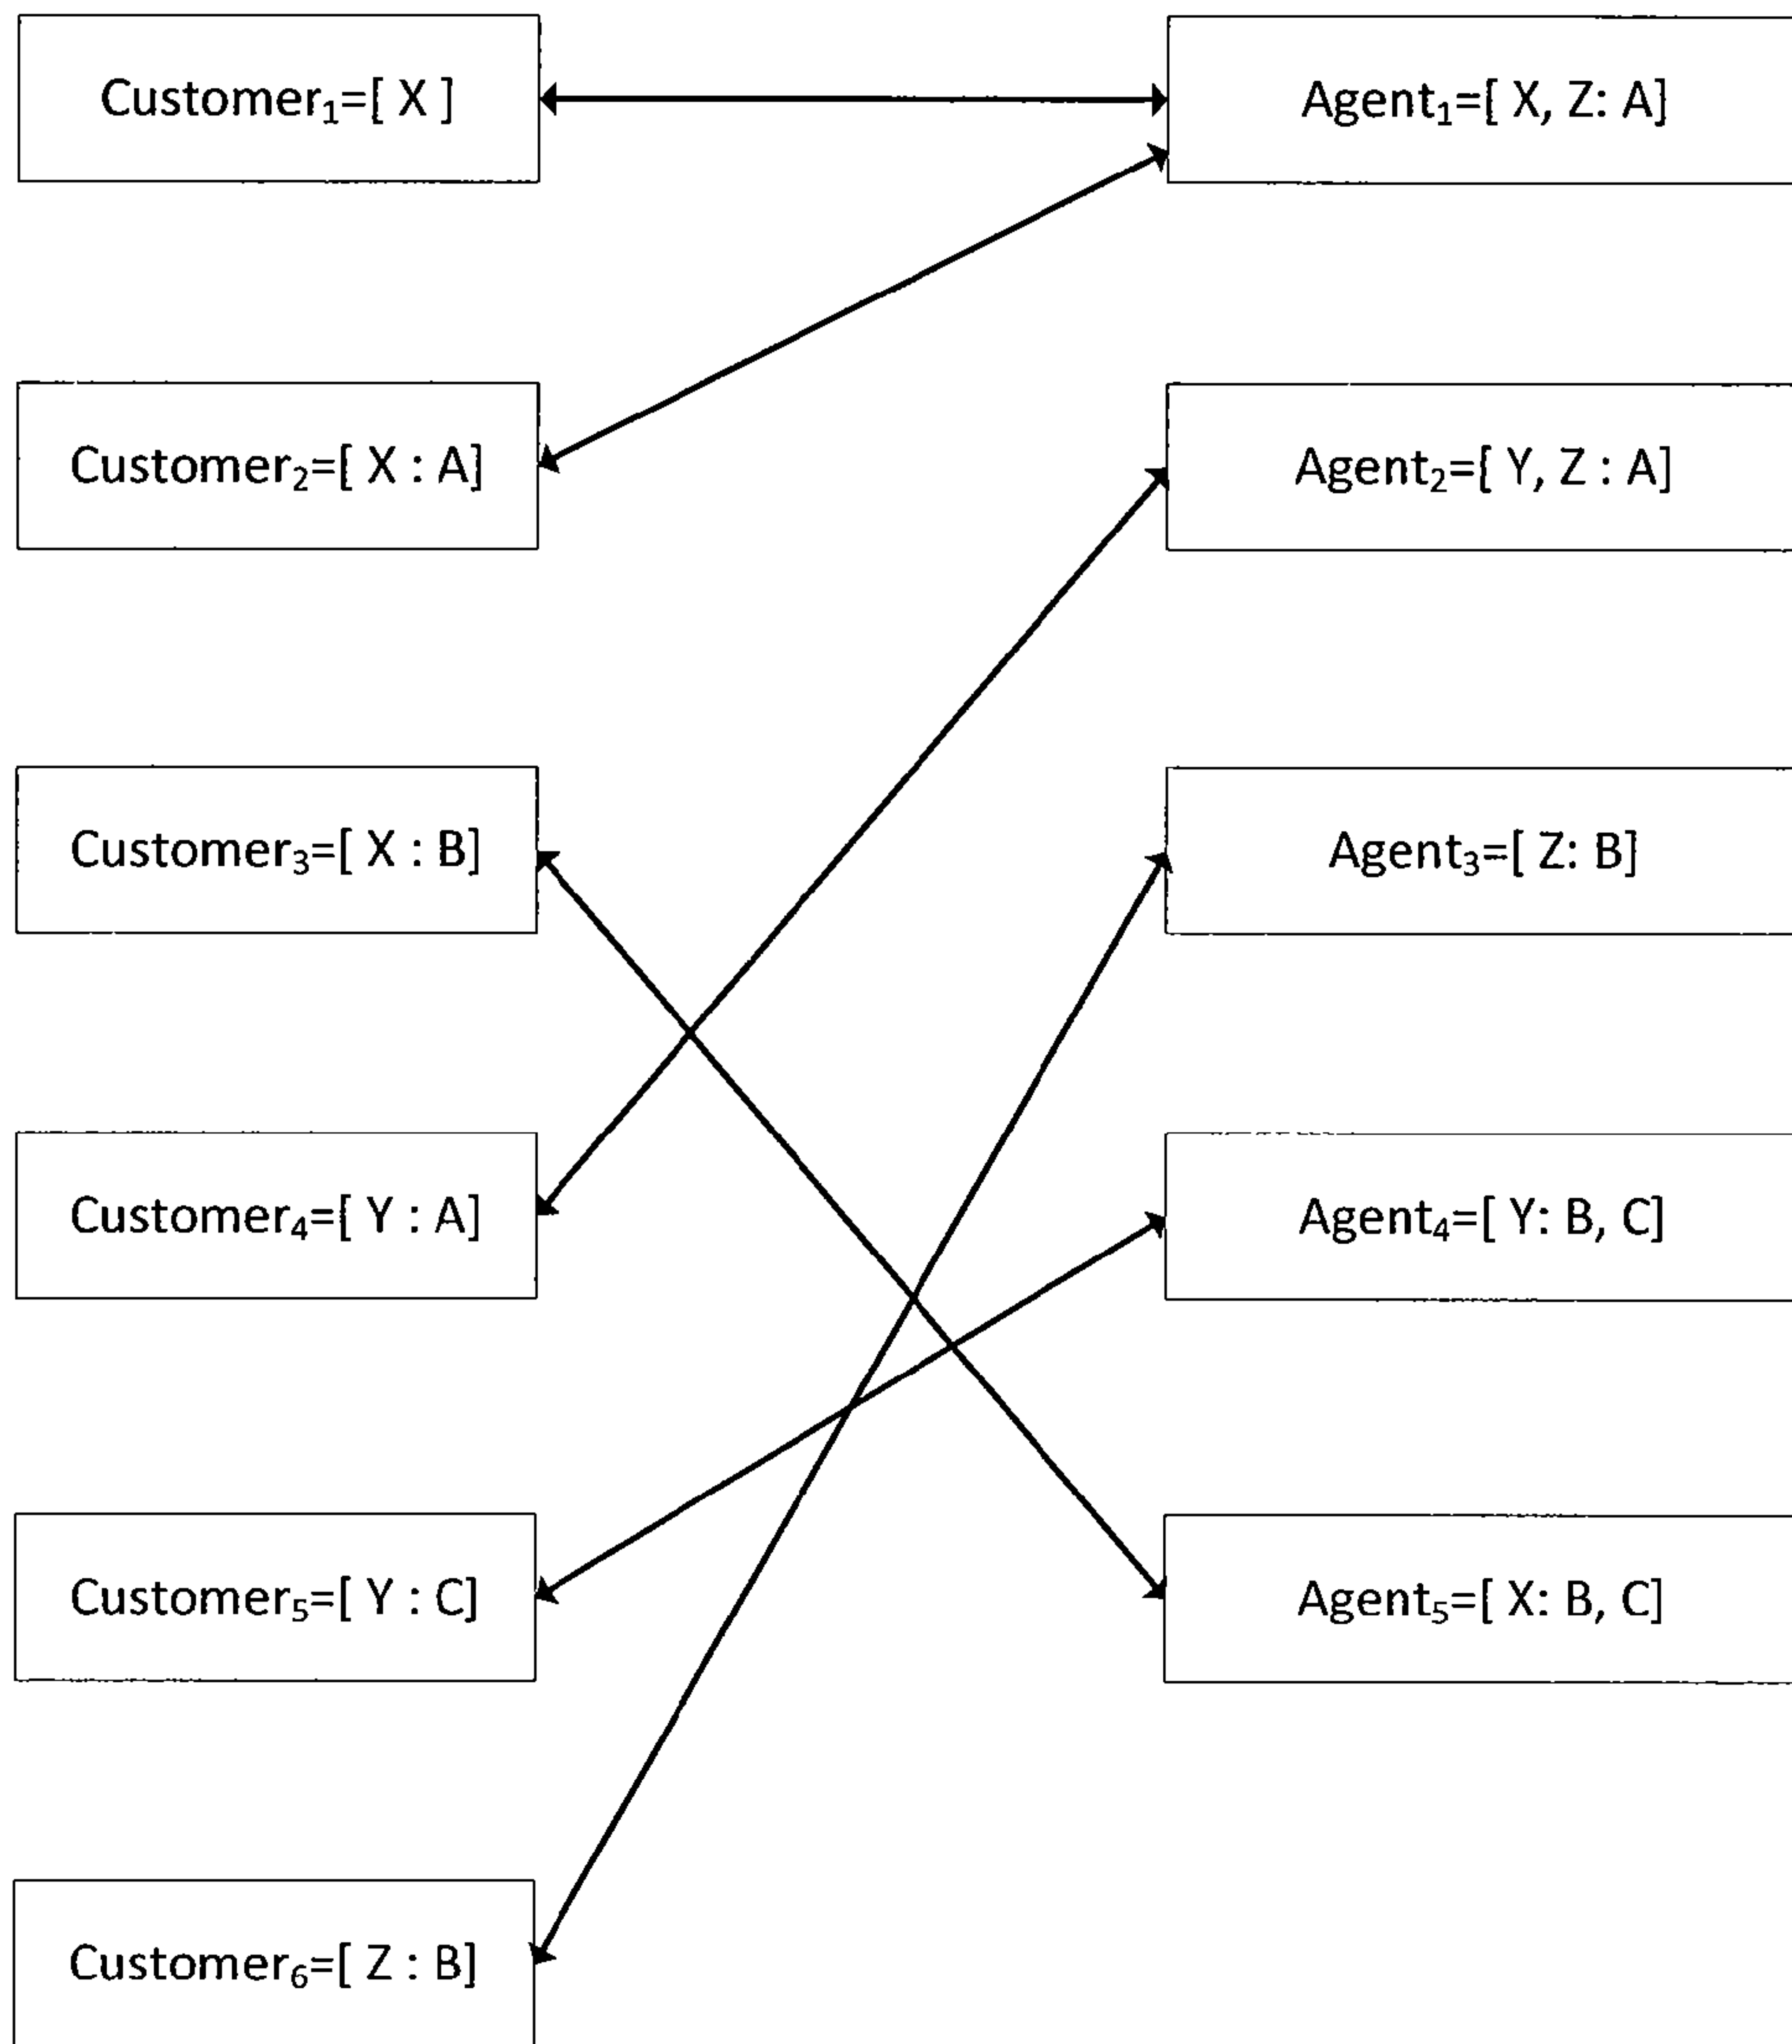 Customer₁=[ X ]
Agent₁=[ X, Z: A]
Customer₂=[ X : A]
Agent₂=[ Y, Z : A]
Customer₃=[ X : B]
Agent₃=[ Z: B]
Customer₄=[ Y : A]
Agent₄=[ Y: B, C]
Customer₅=[ Y : C]
Agent₅=[ X: B, C]
Customer₆=[ Z : B]